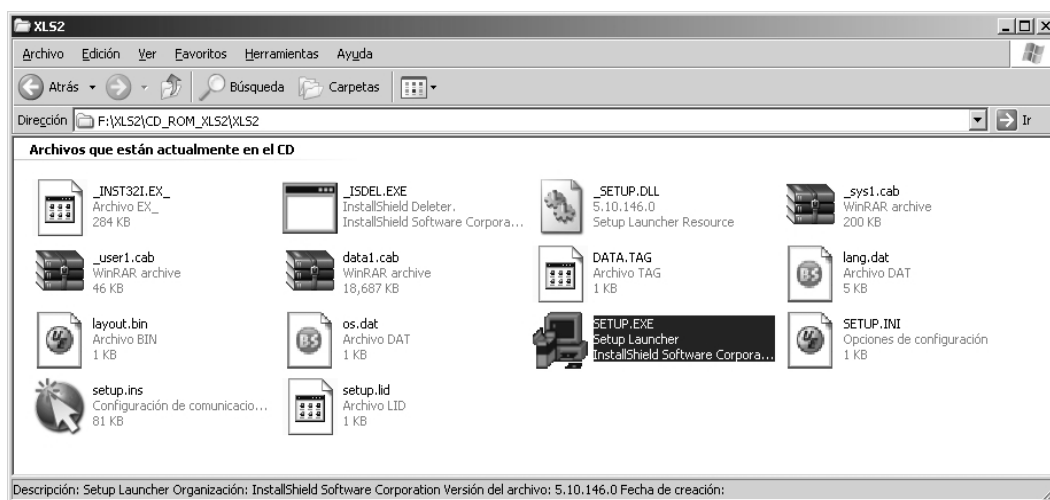 XLS2
Archivo Edición Ver Favoritos Herramientas Ayuda
Atrás Búsqueda Carpetas
Dirección F:\XLS2\CD_ROM_XLS2\XLS2 Ir
Archivos que están actualmente en el CD
_INST32I.EX_
Archivo EX_
284 KB
_ISDEL.EXE
InstallShield Deleter.
InstallShield Software Corpora...
_SETUP.DLL
5.10.146.0
Setup Launcher Resource
_sys1.cab
WinRAR archive
200 KB
_user1.cab
WinRAR archive
46 KB
data1.cab
WinRAR archive
18,687 KB
DATA.TAG
Archivo TAG
1 KB
lang.dat
Archivo DAT
5 KB
layout.bin
Archivo BIN
1 KB
os.dat
Archivo DAT
1 KB
SETUP.EXE
Setup Launcher
InstallShield Software Corpora...
SETUP.INI
Opciones de configuración
1 KB
setup.ins
Configuración de comunicacio...
81 KB
setup.lid
Archivo LID
1 KB
Descripción: Setup Launcher Organización: InstallShield Software Corporation Versión del archivo: 5.10.146.0 Fecha de creación: